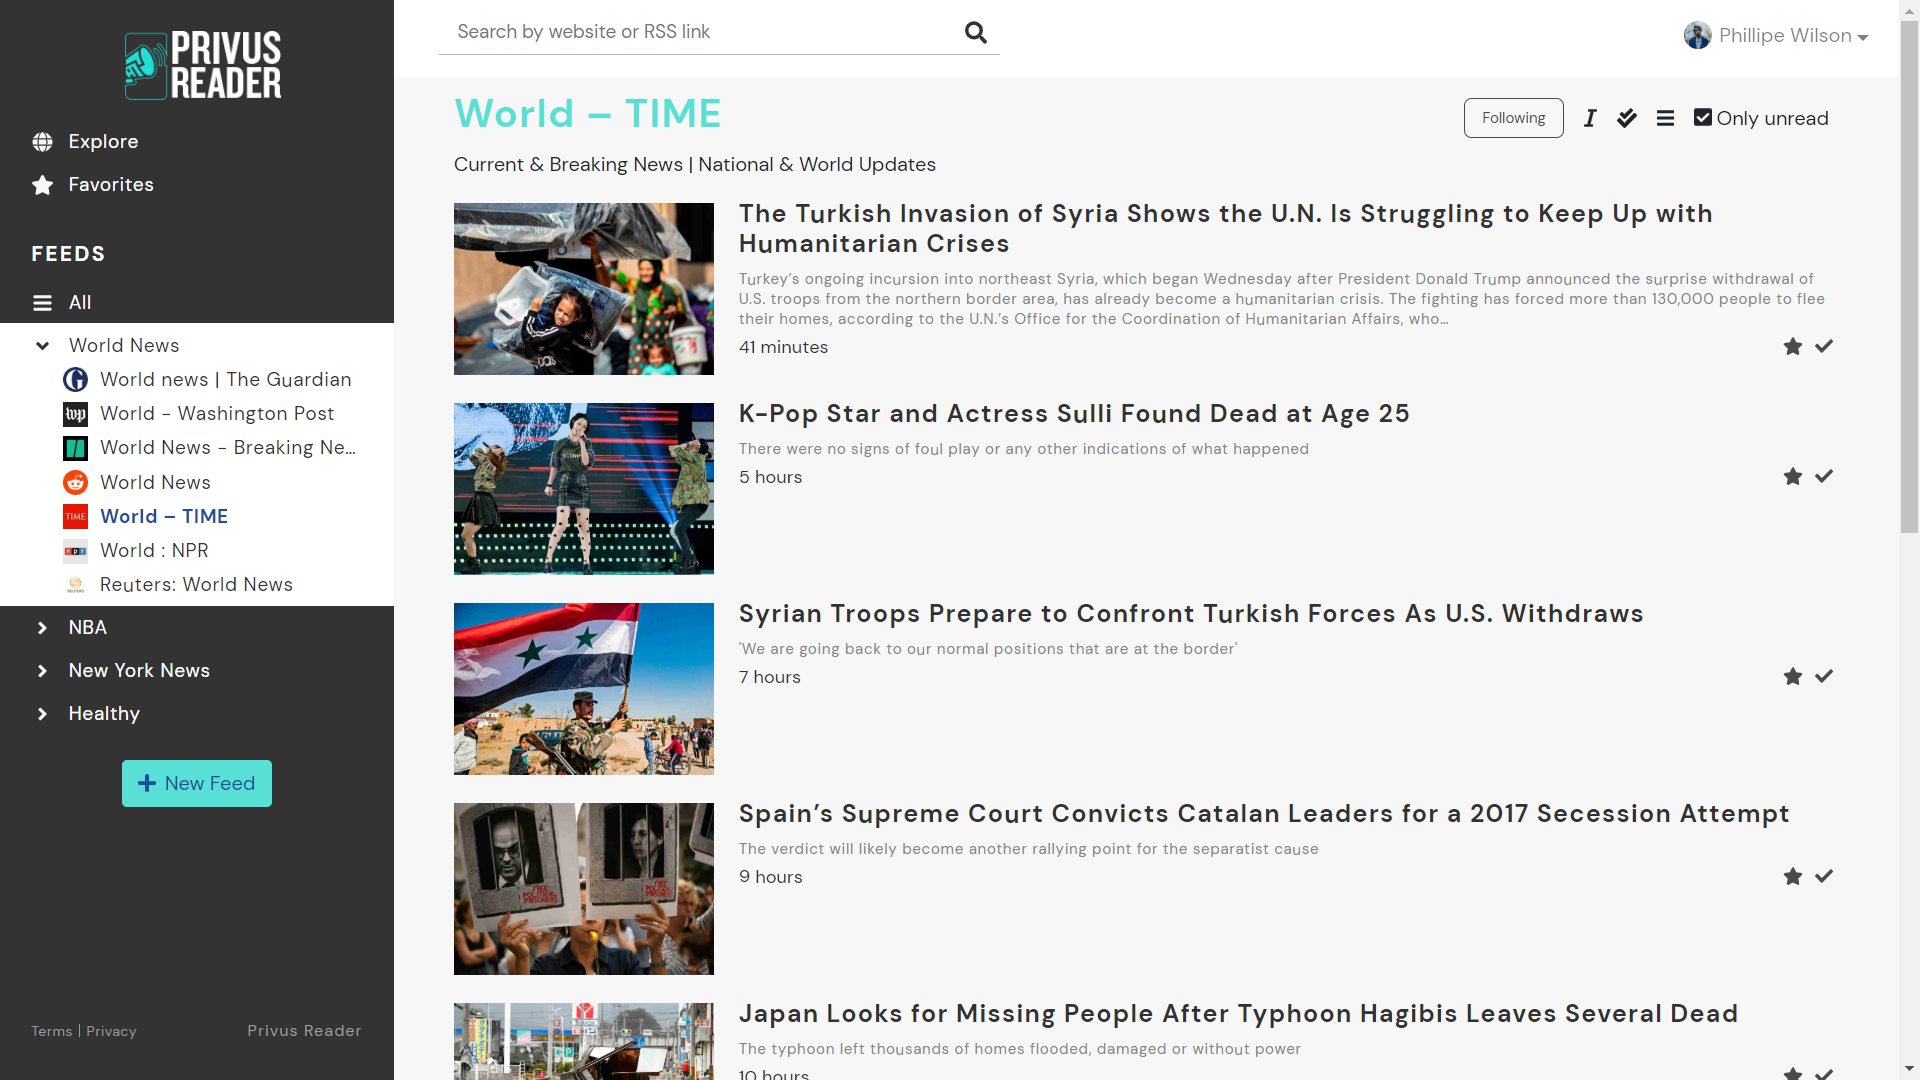 PRIVUS
READER
Explore
Favorites
FEEDS
All
World News
World news | The Guardian
World - Washington Post
World News - Breaking Ne...
World News
TIME
World – TIME
npr
World : NPR
REUTERS
Reuters: World News
NBA
New York News
Healthy
New Feed
Terms | Privacy
Privus Reader
Search by website or RSS link
Phillipe Wilson
World – TIME
Following
Only unread
Current & Breaking News | National & World Updates
The Turkish Invasion of Syria Shows the U.N. Is Struggling to Keep Up with
Humanitarian Crises
Turkey’s ongoing incursion into northeast Syria, which began Wednesday after President Donald Trump announced the surprise withdrawal of
U.S. troops from the northern border area, has already become a humanitarian crisis. The fighting has forced more than 130,000 people to flee
their homes, according to the U.N.’s Office for the Coordination of Humanitarian Affairs, who…
41 minutes
K-Pop Star and Actress Sulli Found Dead at Age 25
There were no signs of foul play or any other indications of what happened
5 hours
Syrian Troops Prepare to Confront Turkish Forces As U.S. Withdraws
'We are going back to our normal positions that are at the border'
7 hours
FREE
POLITICAL
PRISONERS
FREE
POLITICAL
PRISONERS
Spain’s Supreme Court Convicts Catalan Leaders for a 2017 Secession Attempt
The verdict will likely become another rallying point for the separatist cause
9 hours
Japan Looks for Missing People After Typhoon Hagibis Leaves Several Dead
The typhoon left thousands of homes flooded, damaged or without power
10 hours